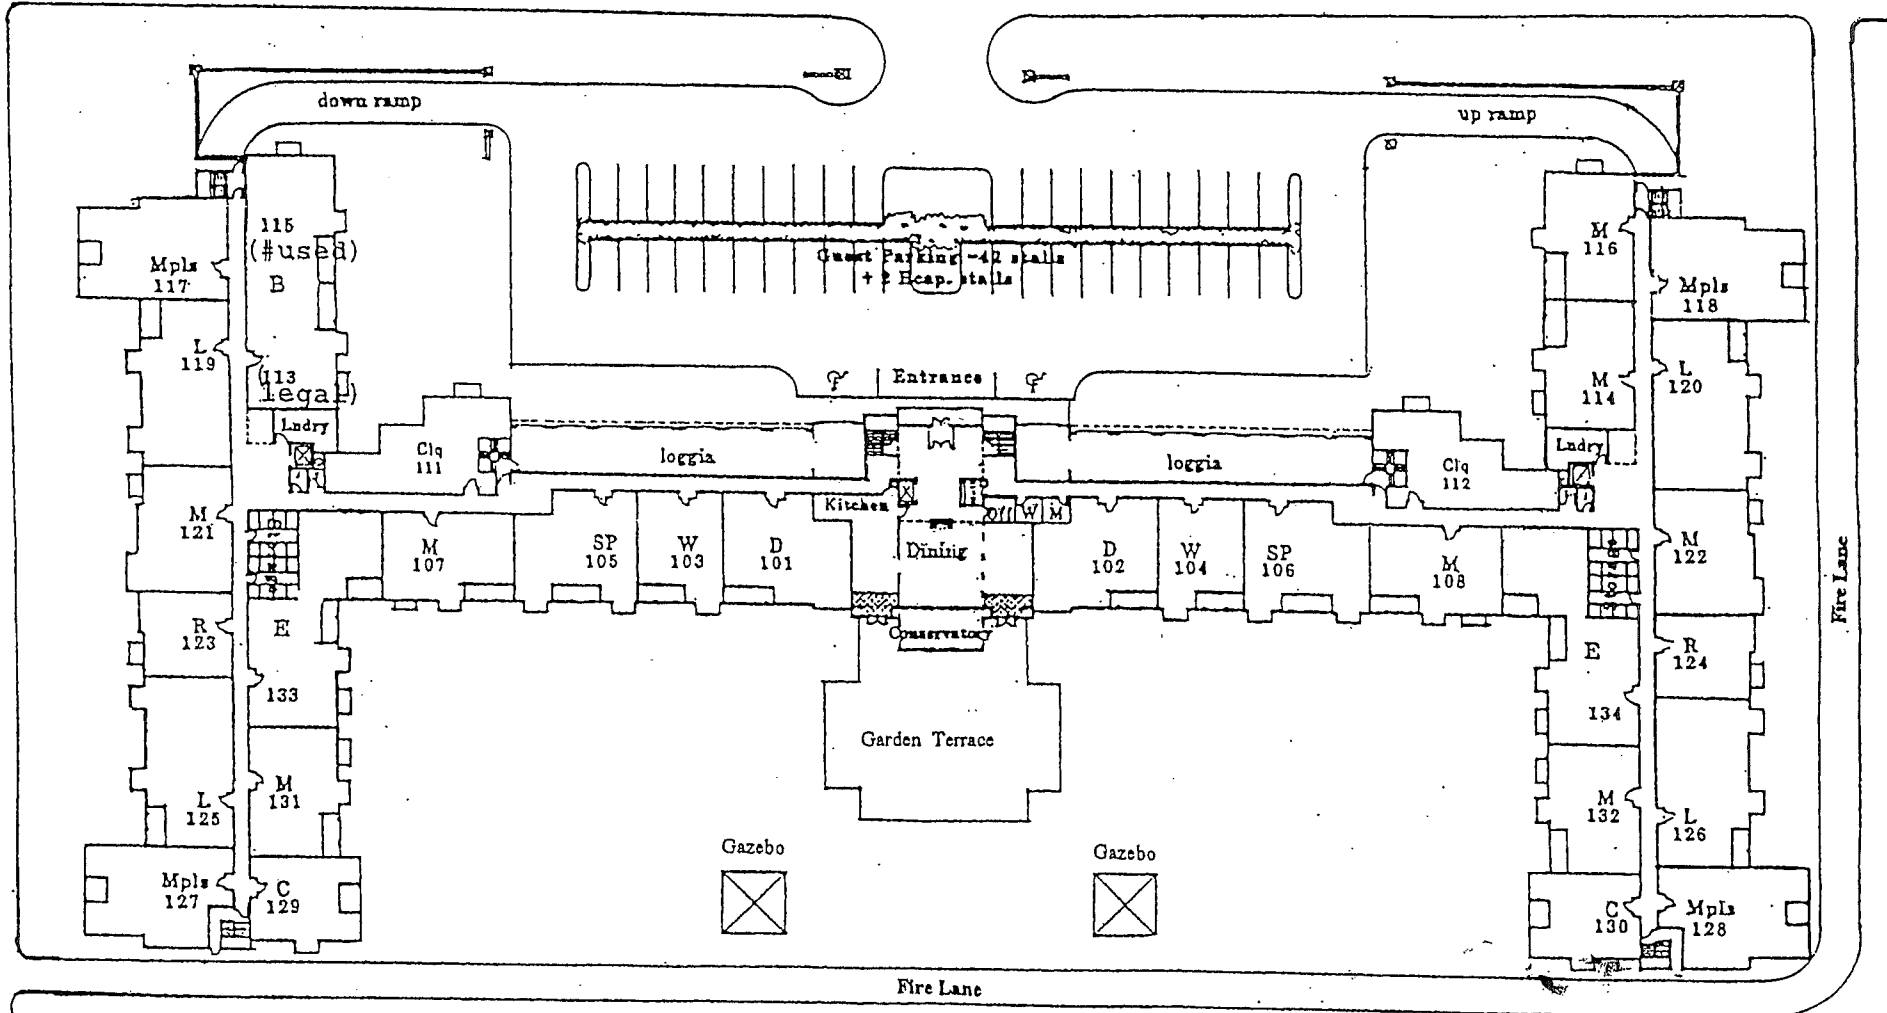 down ramp
up ramp
115
(#used)
B
Mpls
117
M
116
Mpls
118
Guest Parking -42 stalls
+ 2 Hcap. stalls
L
119
113
(legal)
Entrance
M
114
L
120
Lndry
Clq
111
loggia
loggia
Clq
112
Lndry
Kitchen
Off
W
M
M
121
Storage
M
107
SP
105
W
103
D
101
Dining
D
102
W
104
SP
106
M
108
Storage
M
122
R
123
E
133
Conservatory
E
134
R
124
Fire Lane
Garden Terrace
L
125
M
131
M
132
L
126
Gazebo
Gazebo
Mpls
127
C
129
C
130
Mpls
128
Fire Lane